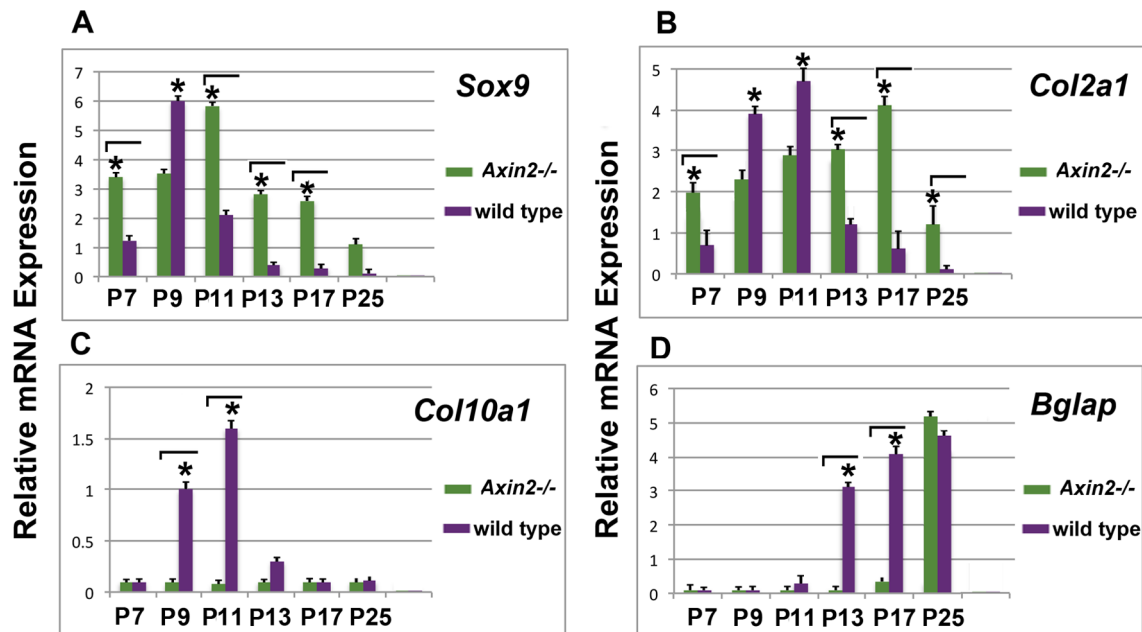 A
Relative mRNA Expression
Sox9
7
6
5
4
3
2
1
0
* * * * *
P7 P9 P11 P13 P17 P25
Axin2-/-
wild type
B
Relative mRNA Expression
Col2a1
5
4
3
2
1
0
* * * * * *
P7 P9 P11 P13 P17 P25
Axin2-/-
wild type
C
Col10a1
2
1.5
1
0.5
0
* *
P7 P9 P11 P13 P17 P25
Axin2-/-
wild type
D
Bglap
6
5
4
3
2
1
0
* *
P7 P9 P11 P13 P17 P25
Axin2-/-
wild type